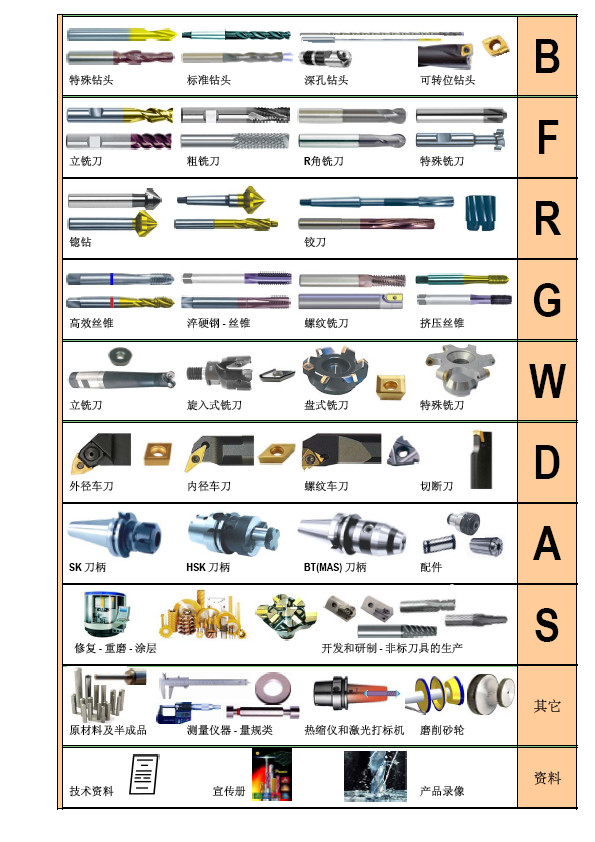 特殊钻头 标准钻头 深孔钻头 可转位钻头 B
立铣刀 粗铣刀 R角铣刀 特殊铣刀 F
锪钻 铰刀 R
高效丝锥 淬硬钢 - 丝锥 螺纹铣刀 挤压丝锥 G
立铣刀 旋入式铣刀 盘式铣刀 特殊铣刀 W
外径车刀 内径车刀 螺纹车刀 切断刀 D
SK 刀柄 HSK 刀柄 BT(MAS) 刀柄 配件 A
修复 - 重磨 - 涂层 开发和研制 - 非标刀具的生产 S
原材料及半成品 测量仪器 - 量规类 热缩仪和激光打标机 磨削砂轮 其它
技术资料 宣传册 产品录像 资料